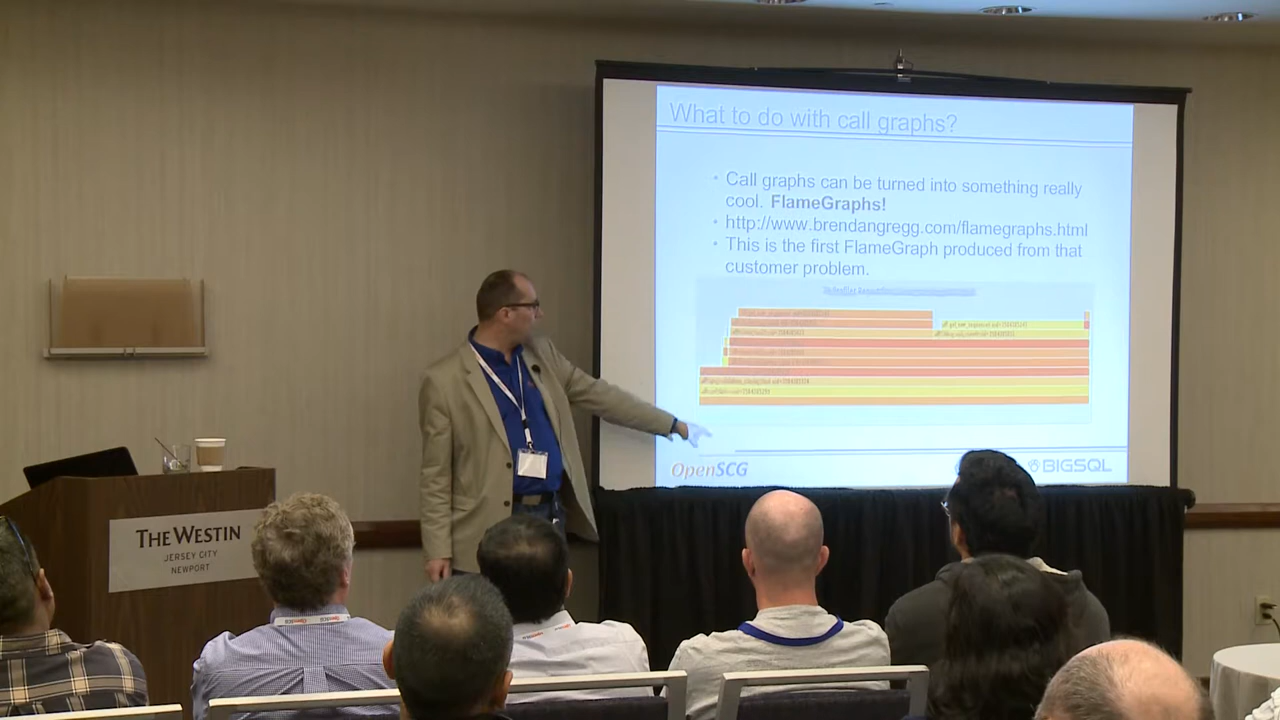 What to do with call graphs?
Call graphs can be turned into something really
cool. FlameGraphs!
http://www.brendangregg.com/flamegraphs.html
This is the first FlameGraph produced from that
customer problem.
OpenSCG
BIGSQL
THE WESTIN
JERSEY CITY
NEWPORT